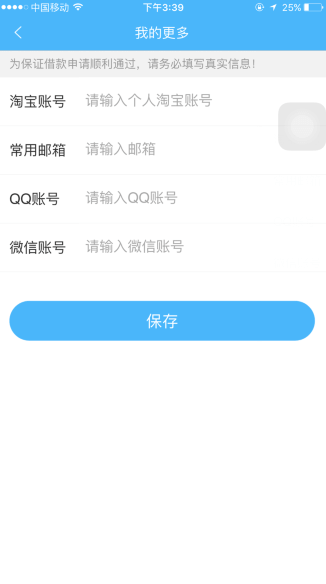 中国移动 下午3:39 25%
我的更多
为保证借款申请顺利通过，请务必填写真实信息！
淘宝账号 请输入个人淘宝账号
常用邮箱 请输入邮箱
QQ账号 请输入QQ账号
微信账号 请输入微信账号
保存